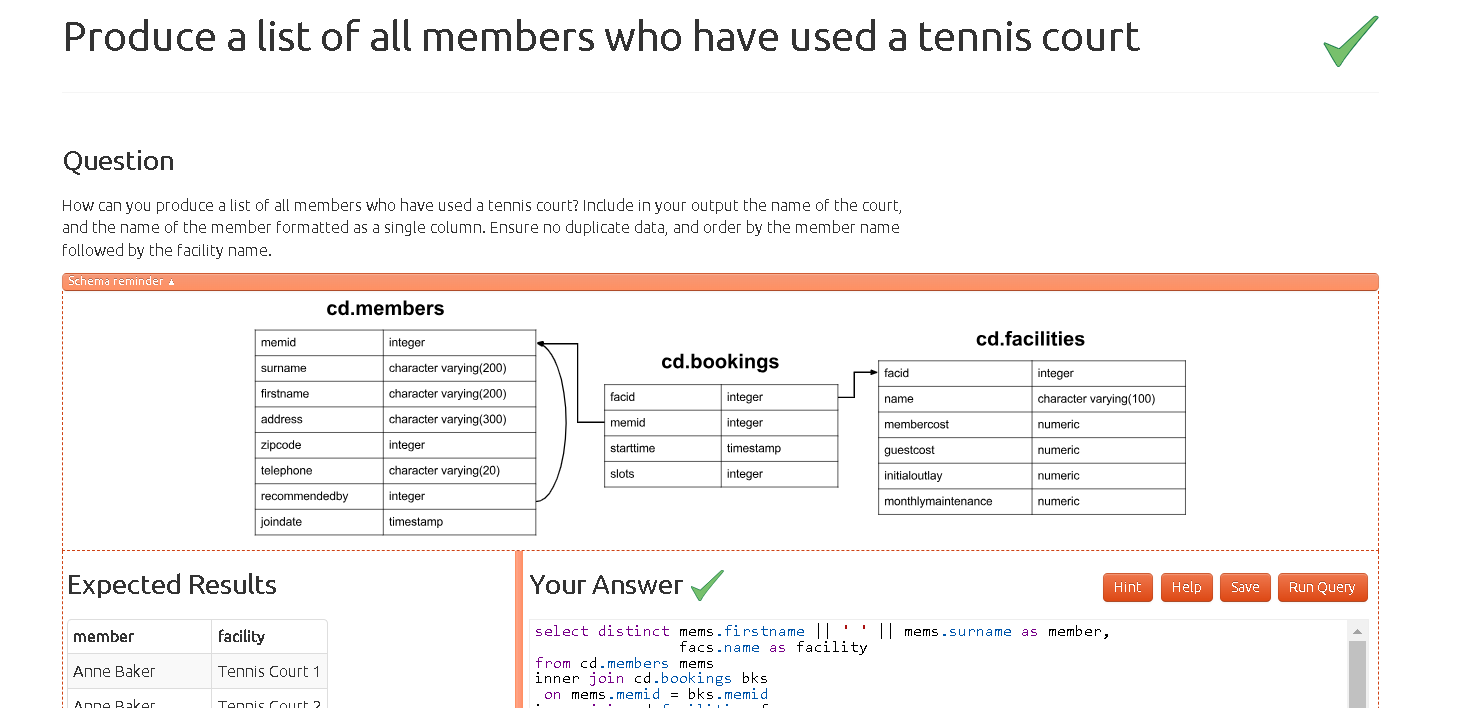 Produce a list of all members who have used a tennis court
Question
How can you produce a list of all members who have used a tennis court? Include in your output the name of the court,
and the name of the member formatted as a single column. Ensure no duplicate data, and order by the member name
followed by the facility name.
Schema reminder ▲
cd.members
memid integer
surname character varying(200)
firstname character varying(200)
address character varying(300)
zipcode integer
telephone character varying(20)
recommendedby integer
joindate timestamp
cd.bookings
facid integer
memid integer
starttime timestamp
slots integer
cd.facilities
facid integer
name character varying(100)
membercost numeric
guestcost numeric
initialoutlay numeric
monthlymaintenance numeric
Expected Results
member facility
Anne Baker Tennis Court 1
Anne Baker Tennis Court 2
Your Answer
Hint Help Save Run Query
select distinct mems.firstname || ' ' || mems.surname as member,
facs.name as facility
from cd.members mems
inner join cd.bookings bks
on mems.memid = bks.memid